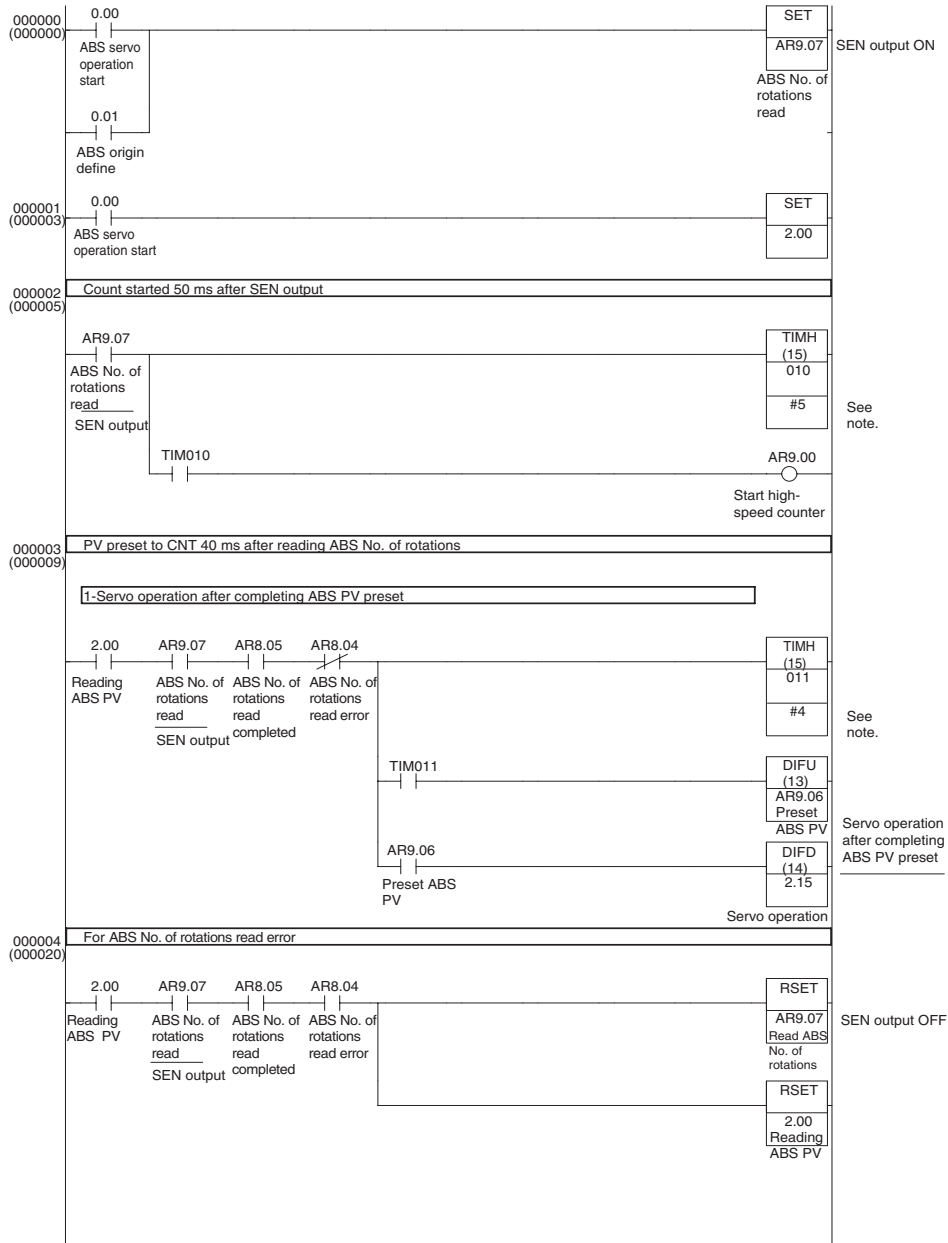 000000
(000000)
0.00
ABS servo
operation
start
SET
AR9.07
ABS No. of
rotations
read
SEN output ON
0.01
ABS origin
define
000001
(000003)
0.00
ABS servo
operation start
SET
2.00
000002
(000005)
Count started 50 ms after SEN output
AR9.07
ABS No. of
rotations
read
SEN output
TIMH
(15)
010
#5
See
note.
TIM010
AR9.00
Start high-
speed counter
000003
(000009)
PV preset to CNT 40 ms after reading ABS No. of rotations
1-Servo operation after completing ABS PV preset
2.00
Reading
ABS PV
AR9.07
ABS No. of
rotations
read
SEN output
AR8.05
ABS No. of
rotations
read
completed
AR8.04
ABS No. of
rotations
read error
TIMH
(15)
011
#4
See
note.
TIM011
DIFU
(13)
AR9.06
Preset
ABS PV
Servo operation
after completing
ABS PV preset
AR9.06
Preset ABS
PV
DIFD
(14)
2.15
Servo operation
000004
(000020)
For ABS No. of rotations read error
2.00
Reading
ABS PV
AR9.07
ABS No. of
rotations
read
SEN output
AR8.05
ABS No. of
rotations
read
completed
AR8.04
ABS No. of
rotations
read error
RSET
AR9.07
Read ABS
No. of
rotations
SEN output OFF
RSET
2.00
Reading
ABS PV